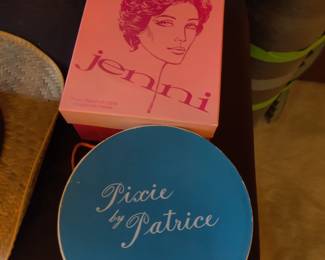 jenni
Pixie
by
Patrice